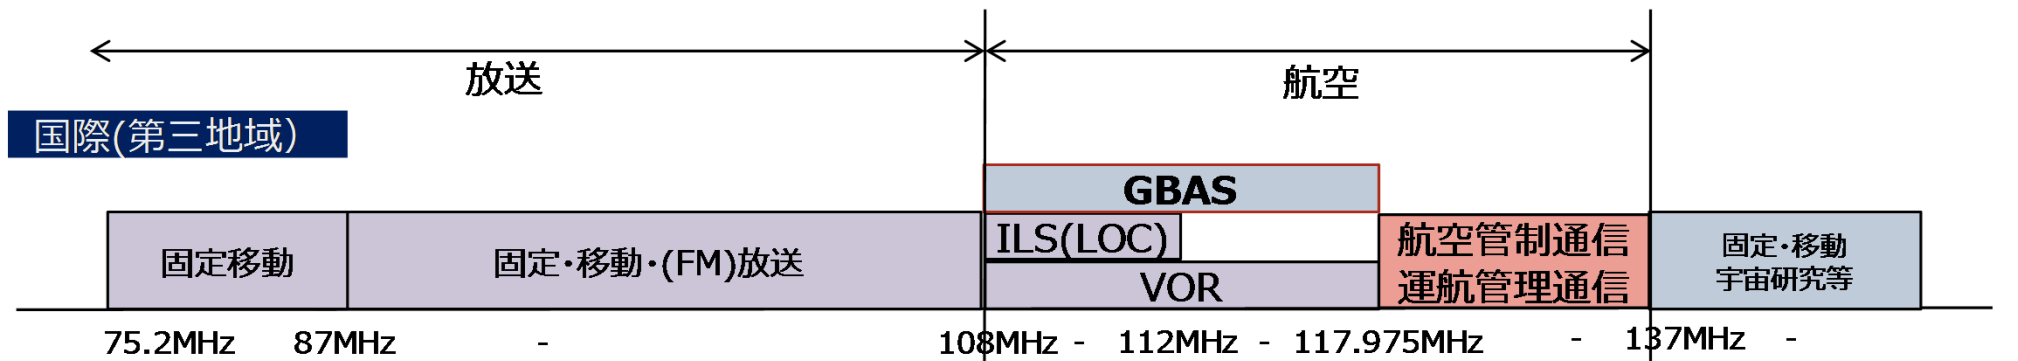 放送
航空
国際(第三地域）
GBAS
ILS(LOC)
VOR
固定移動
固定･移動･(FM)放送
航空管制通信
運航管理通信
固定･移動
宇宙研究等
75.2MHz 87MHz - 108MHz - 112MHz - 117.975MHz - 137MHz -